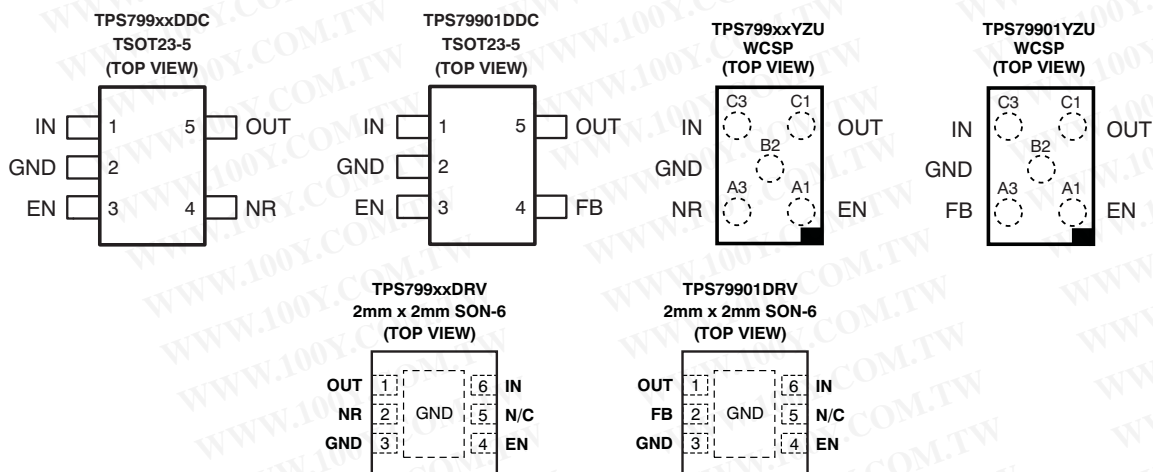 TPS799xxDDC
TSOT23-5
(TOP VIEW)
IN 1 5 OUT
GND 2
EN 3 4 NR
TPS79901DDC
TSOT23-5
(TOP VIEW)
IN 1 5 OUT
GND 2
EN 3 4 FB
TPS799xxYZU
WCSP
(TOP VIEW)
C3 C1
IN OUT
B2
GND
A3 A1
NR EN
TPS79901YZU
WCSP
(TOP VIEW)
C3 C1
IN OUT
B2
GND
A3 A1
FB EN
TPS799xxDRV
2mm x 2mm SON-6
(TOP VIEW)
OUT 1 6 IN
NR 2 GND 5 N/C
GND 3 4 EN
TPS79901DRV
2mm x 2mm SON-6
(TOP VIEW)
OUT 1 6 IN
FB 2 GND 5 N/C
GND 3 4 EN
WWW.100Y.COM.TW